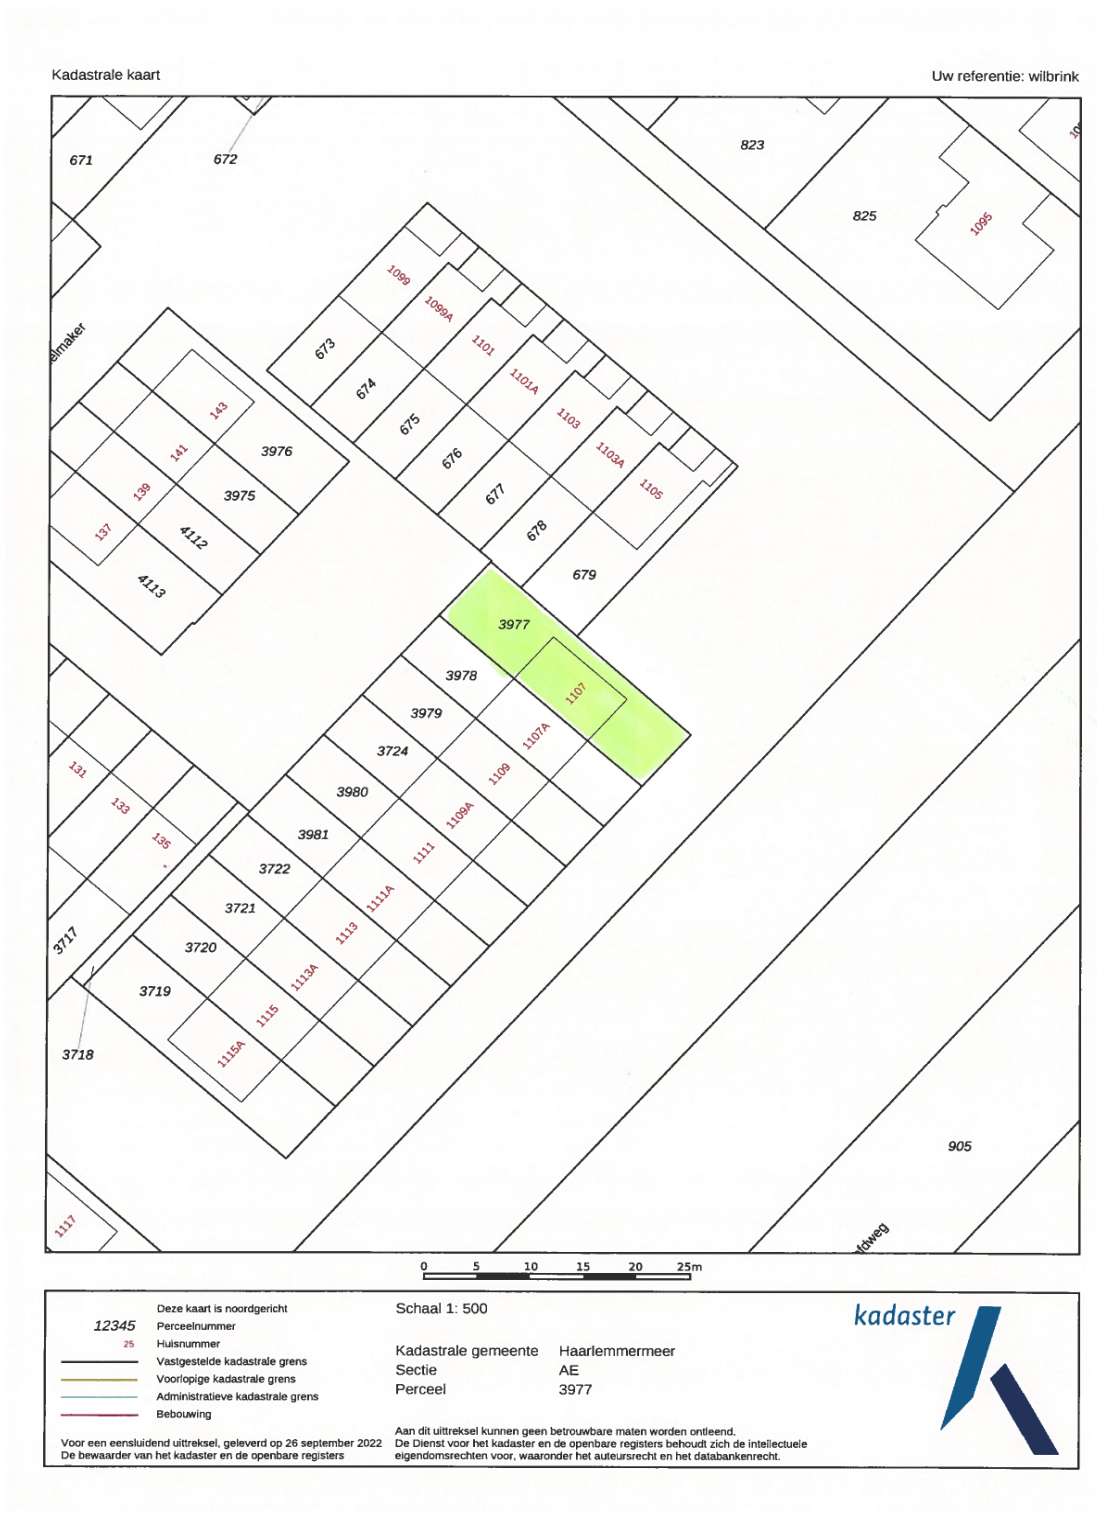 Kadastrale kaart
Uw referentie: wilbrink
671
672
823
825
1095
1099
1099A
1101
1101A
1103
1103A
1105
673
674
675
676
677
678
679
elmaker
143
141
139
137
3976
3975
4112
4113
3977
3978
3979
3724
3980
3981
3722
3721
3720
3719
1107
1107A
1109
1109A
1111
1111A
1113
1113A
1115
1115A
131
133
135
3717
3718
1117
905
ofdweg
0 5 10 15 20 25m
Deze kaart is noordgericht
12345 Perceelnummer
25 Huisnummer
Vastgestelde kadastrale grens
Voorlopige kadastrale grens
Administratieve kadastrale grens
Bebouwing
Voor een eensluidend uittreksel, geleverd op 26 september 2022
De bewaarder van het kadaster en de openbare registers
Schaal 1: 500
Kadastrale gemeente Haarlemmermeer
Sectie AE
Perceel 3977
Aan dit uittreksel kunnen geen betrouwbare maten worden ontleend.
De Dienst voor het kadaster en de openbare registers behoudt zich de intellectuele
eigendomsrechten voor, waaronder het auteursrecht en het databankenrecht.
kadaster